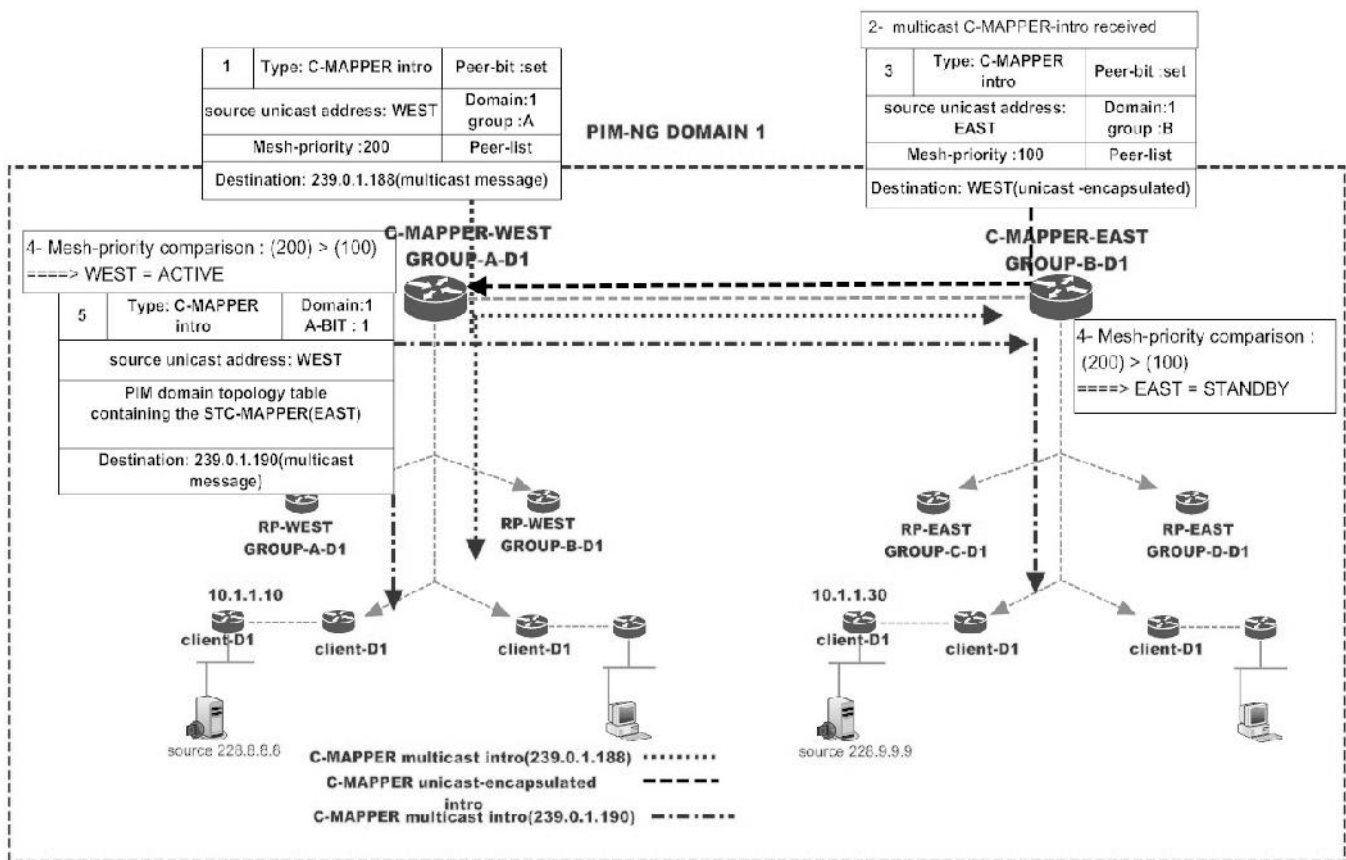 2- multicast C-MAPPER-intro received
1 Type: C-MAPPER intro Peer-bit :set
source unicast address: WEST Domain:1
group :A
Mesh-priority :200 Peer-list
Destination: 239.0.1.188(multicast message)
3 Type: C-MAPPER Peer-bit :set
intro
source unicast address: Domain:1
EAST group :B
Mesh-priority :100 Peer-list
Destination: WEST(unicast -encapsulated)
PIM-NG DOMAIN 1
C-MAPPER-WEST
GROUP-A-D1
C-MAPPER-EAST
GROUP-B-D1
4- Mesh-priority comparison : (200) > (100)
====> WEST = ACTIVE
5 Type: C-MAPPER Domain:1
intro A-BIT : 1
source unicast address: WEST
PIM domain topology table
containing the STC-MAPPER(EAST)
Destination: 239.0.1.190(multicast
message)
4- Mesh-priority comparison :
(200) > (100)
====> EAST = STANDBY
RP-WEST
GROUP-A-D1
RP-WEST
GROUP-B-D1
RP-EAST
GROUP-C-D1
RP-EAST
GROUP-D-D1
10.1.1.10
client-D1
client-D1
client-D1
10.1.1.30
client-D1
client-D1
client-D1
source 228.8.8.8
source 228.9.9.9
C-MAPPER multicast intro(239.0.1.188)
C-MAPPER unicast-encapsulated
intro
C-MAPPER multicast intro(239.0.1.190)